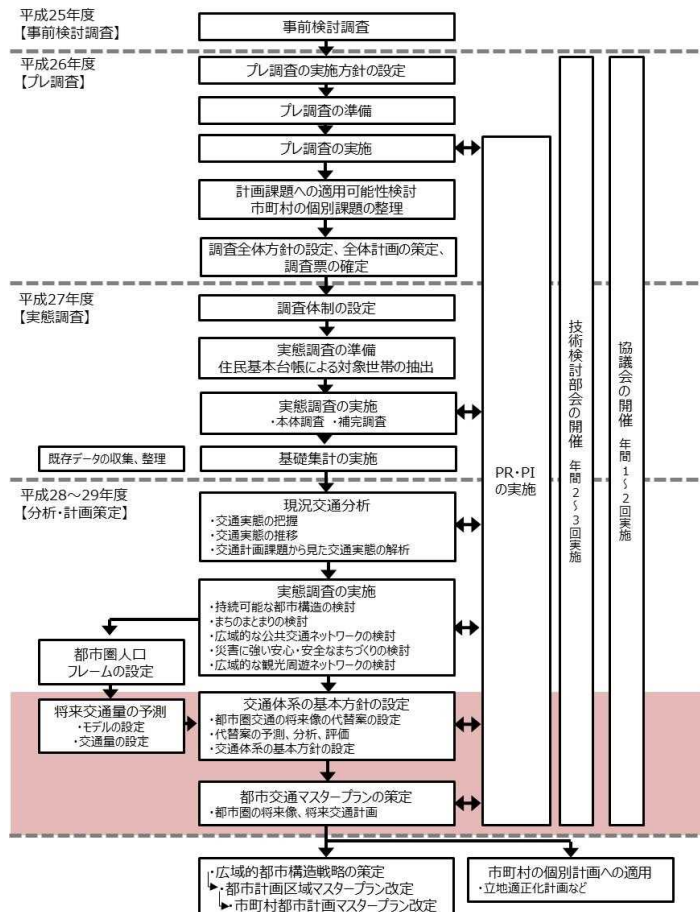 平成25年度
【事前検討調査】
事前検討調査
平成26年度
【プレ調査】
プレ調査の実施方針の設定
プレ調査の準備
プレ調査の実施
計画課題への適用可能性検討
市町村の個別課題の整理
調査全体方針の設定、全体計画の策定、
調査票の確定
平成27年度
【実態調査】
調査体制の設定
実態調査の準備
住民基本台帳による対象世帯の抽出
実態調査の実施
・本体調査 ・補完調査
既存データの収集、整理
基礎集計の実施
平成28~29年度
【分析・計画策定】
現況交通分析
・交通実態の把握
・交通実態の推移
・交通計画課題から見た交通実態の解析
実態調査の実施
・持続可能な都市構造の検討
・まちのまとまりの検討
・広域的な公共交通ネットワークの検討
・災害に強い安心・安全なまちづくりの検討
・広域的な観光周遊ネットワークの検討
都市圏人口
フレームの設定
将来交通量の予測
・モデルの設定
・交通量の設定
交通体系の基本方針の設定
・都市圏交通の将来像の代替案の設定
・代替案の予測、分析、評価
・交通体系の基本方針の設定
都市交通マスタープランの策定
・都市圏の将来像、将来交通計画
PR・PI
の実施
技術検討部会の開催 年間2~3回実施
協議会の開催 年間1~2回実施
・広域的都市構造戦略の策定
・都市計画区域マスタープラン改定
・市町村都市計画マスタープラン改定
市町村の個別計画への適用
・立地適正化計画など